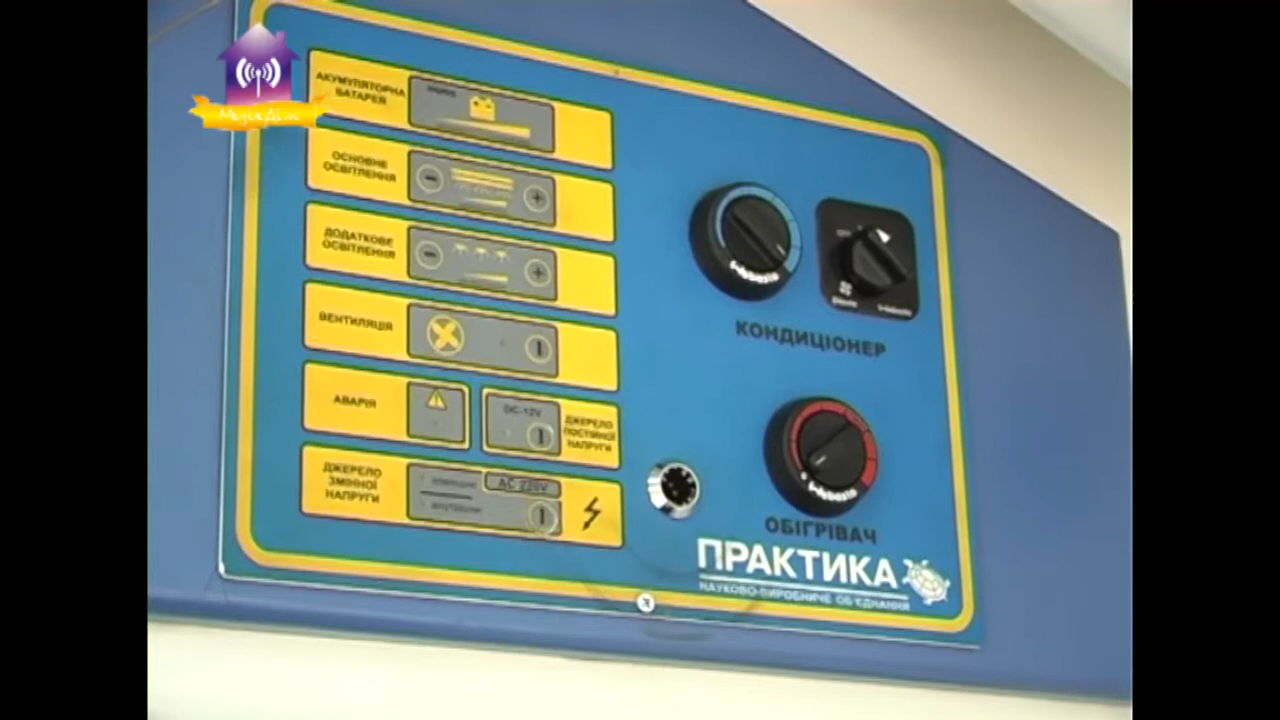 АКУМУЛЯТОРНА
БАТАРЕЯ
ОСНОВНЕ
ОСВІТЛЕННЯ
ДОДАТКОВЕ
ОСВІТЛЕННЯ
ВЕНТИЛЯЦІЯ
АВАРІЯ
DC-12V
ДЖЕРЕЛО
ПОСТІЙНОЇ
НАПРУГИ
ДЖЕРЕЛО
ЗМІННОЇ
НАПРУГИ
AC 220V
OFF
КОНДИЦІОНЕР
ОБІГРІВАЧ
ПРАКТИКА
НАУКОВО-ВИРОБНИЧЕ ОБ'ЄДНАННЯ